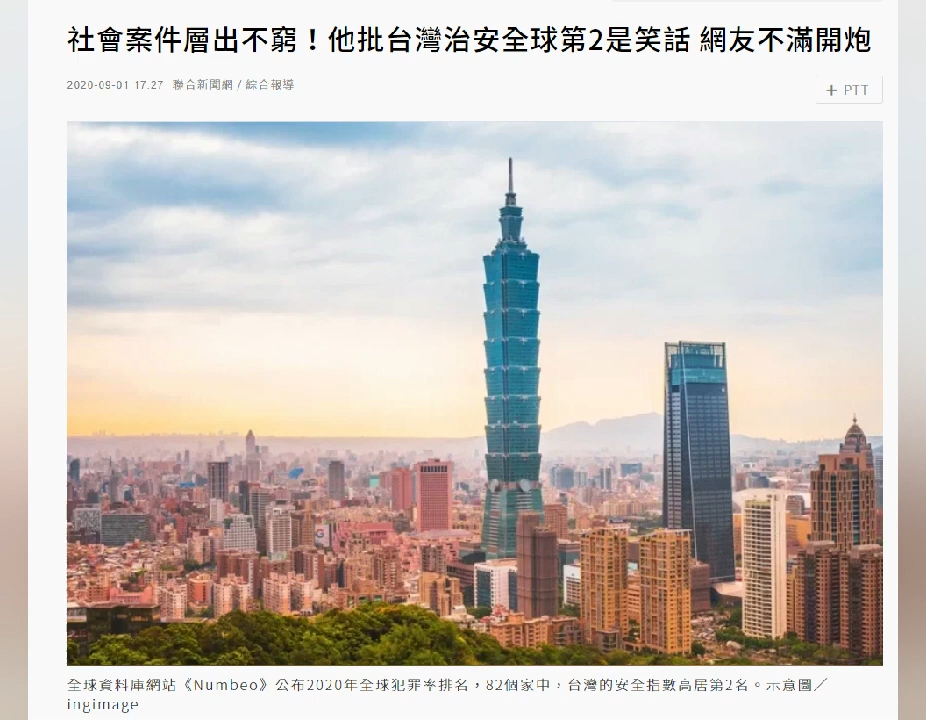 社會案件層出不窮！他批台灣治安全球第2是笑話 網友不滿開炮
2020-09-01 17:27 聯合新聞網 / 綜合報導
+ PTT
全球資料庫網站《Numbeo》公布2020年全球犯罪率排名，82個家中，台灣的安全指數高居第2名。示意圖／
ingimage